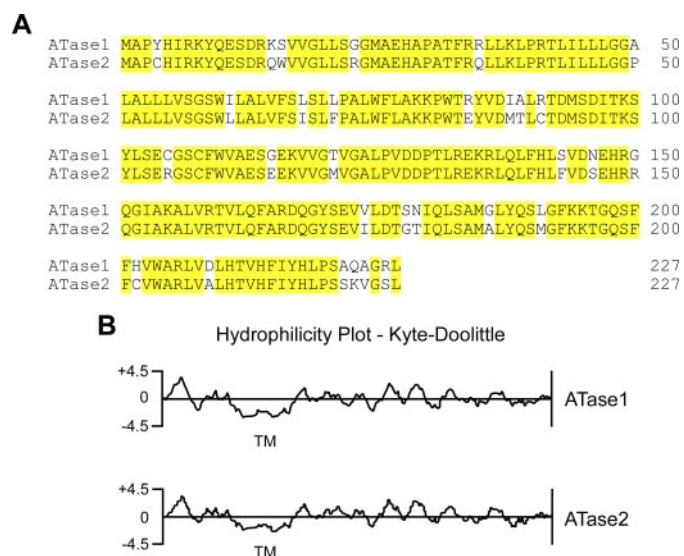 A
ATase1 MAPYHIRKYQESDRKSVVGLLSGGMAEHAPATFRRLLKLPRTLILLLGGA 50
ATase2 MAPCHIRKYQESDRQWVVGLLSRGMAEHAPATFRQLLKLPRTLILLLGGP 50
ATase1 LALLLVSGSWILALVFSLSLLPALWFLAKKPWTRYVDIALRTDMSDITKS 100
ATase2 LALLLVSGSWLLALVFSISLFPALWFLAKKPWTEYVDMTLCTDMSDITKS 100
ATase1 YLSECGSCFWVAESGEKVVGTVGALPVDDPTLREKRLQLFHLSVDNEHRG 150
ATase2 YLSERGSCFWVAESEEKVVGMVGALPVDDPTLREKRLQLFHLFVDSEHRR 150
ATase1 QGIAKALVRTVLQFARDQGYSEVVLDTSNIQLSAMGLYQSLGFKKTGQSF 200
ATase2 QGIAKALVRTVLQFARDQGYSEVILDTGTIQLSAMALYQSMGFKKTGQSF 200
ATase1 FHVWARLVDLHTVHFIYHLPSAQAGRL 227
ATase2 FCVWARLVALHTVHFIYHLPSSKVGSL 227
B
Hydrophilicity Plot - Kyte-Doolittle
+4.5
0
-4.5
TM
ATase1
+4.5
0
-4.5
TM
ATase2